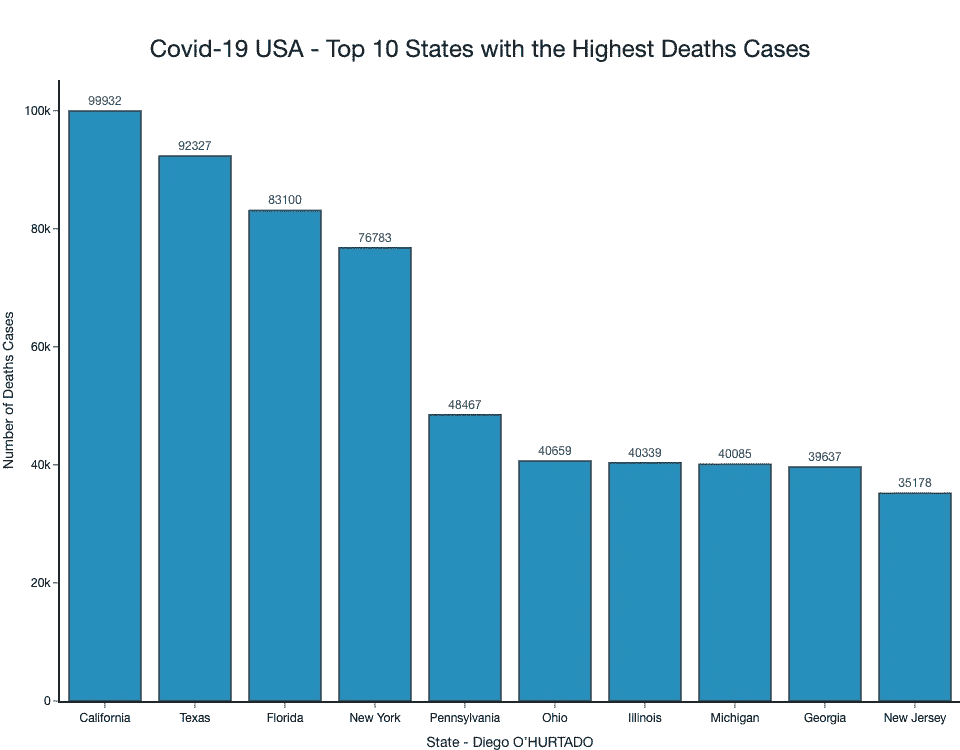 Covid-19 USA - Top 10 States with the Highest Deaths Cases
Number of Deaths Cases
100k
80k
60k
40k
20k
0
99932
92327
83100
76783
48467
40659
40339
40085
39637
35178
California
Texas
Florida
New York
Pennsylvania
Ohio
Illinois
Michigan
Georgia
New Jersey
State - Diego O'HURTADO